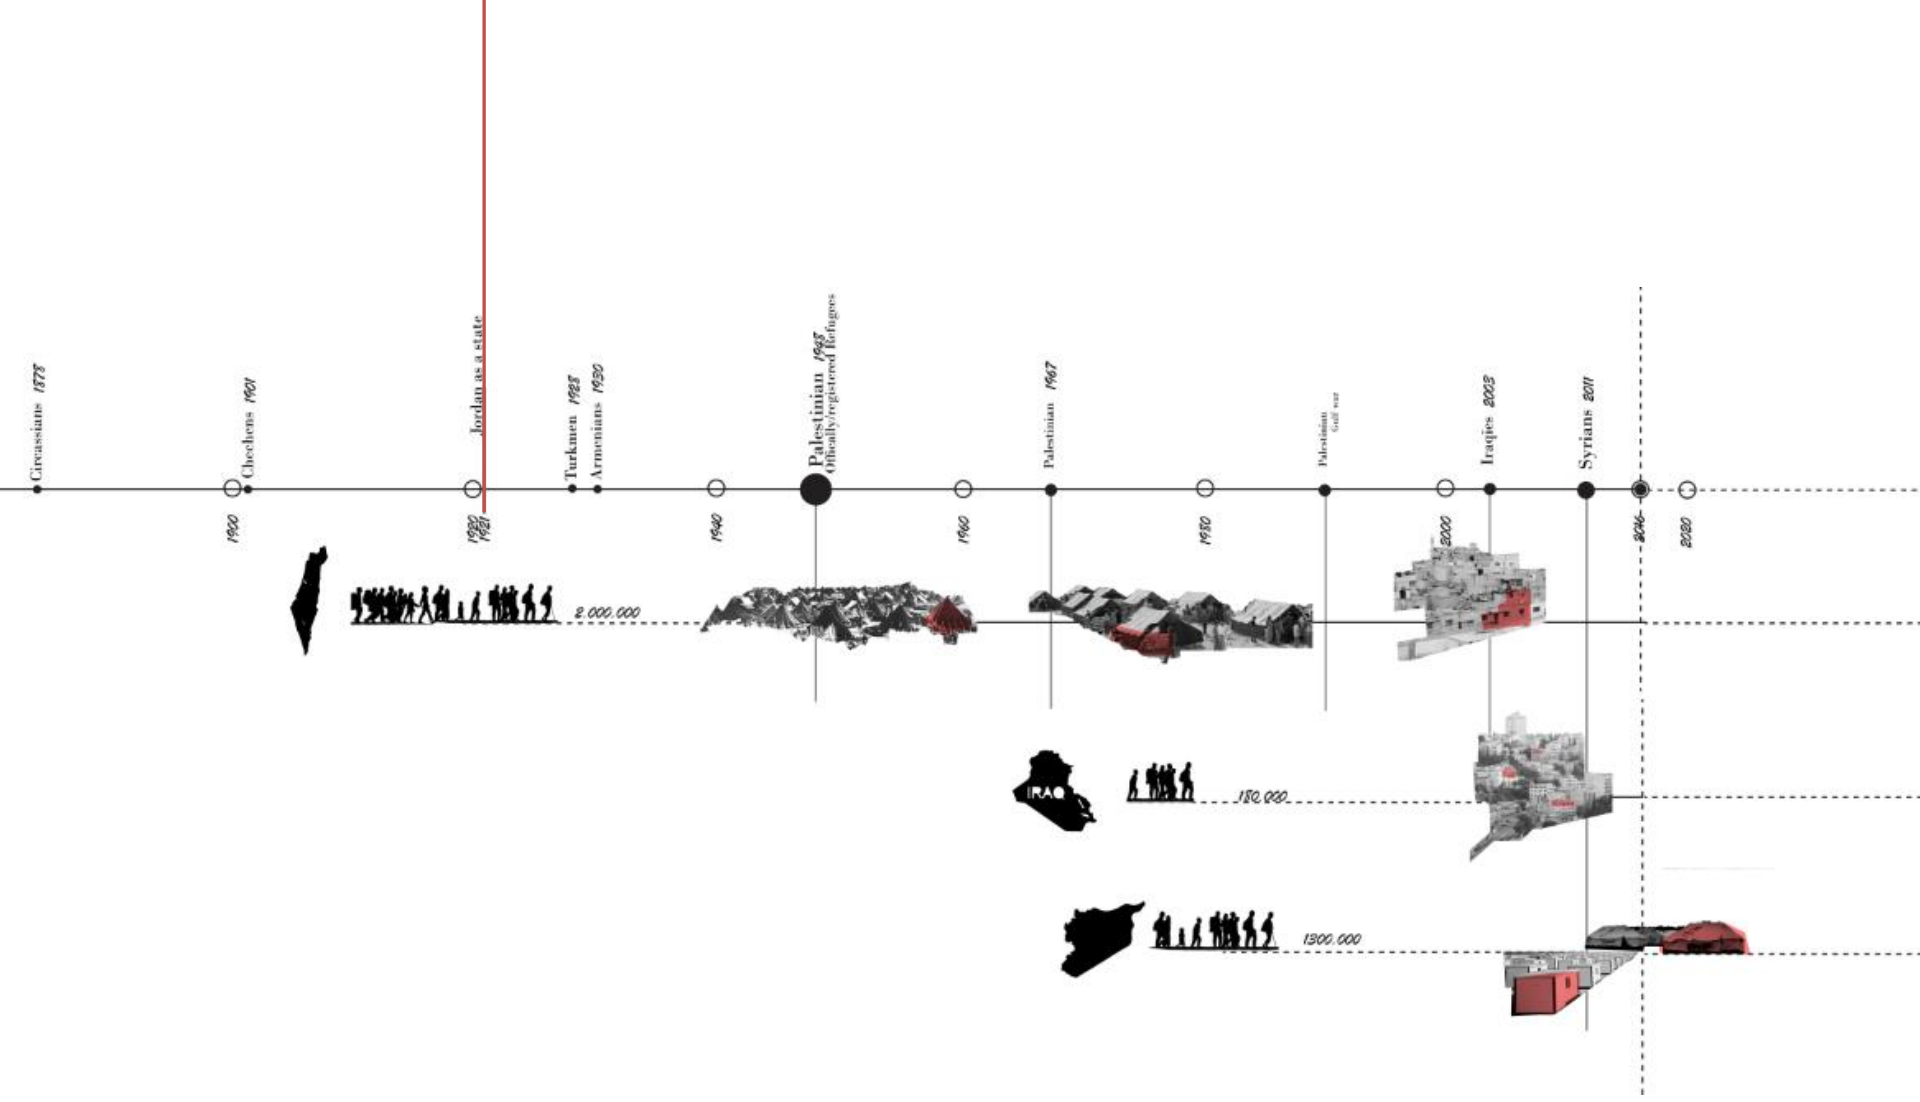 Circassians 1878
Chechens 1901
Jordan as a state
Turkmen 1928
Armenians 1930
Palestinian 1948
Offically/registered Refugees
Palestinian 1967
Palestinian
Gulf war
Iraqies 2003
Syrians 2011
1900
1920
1921
1940
1960
1980
2000
2016
2020
2.000.000
IRAQ
180.000
1300.000